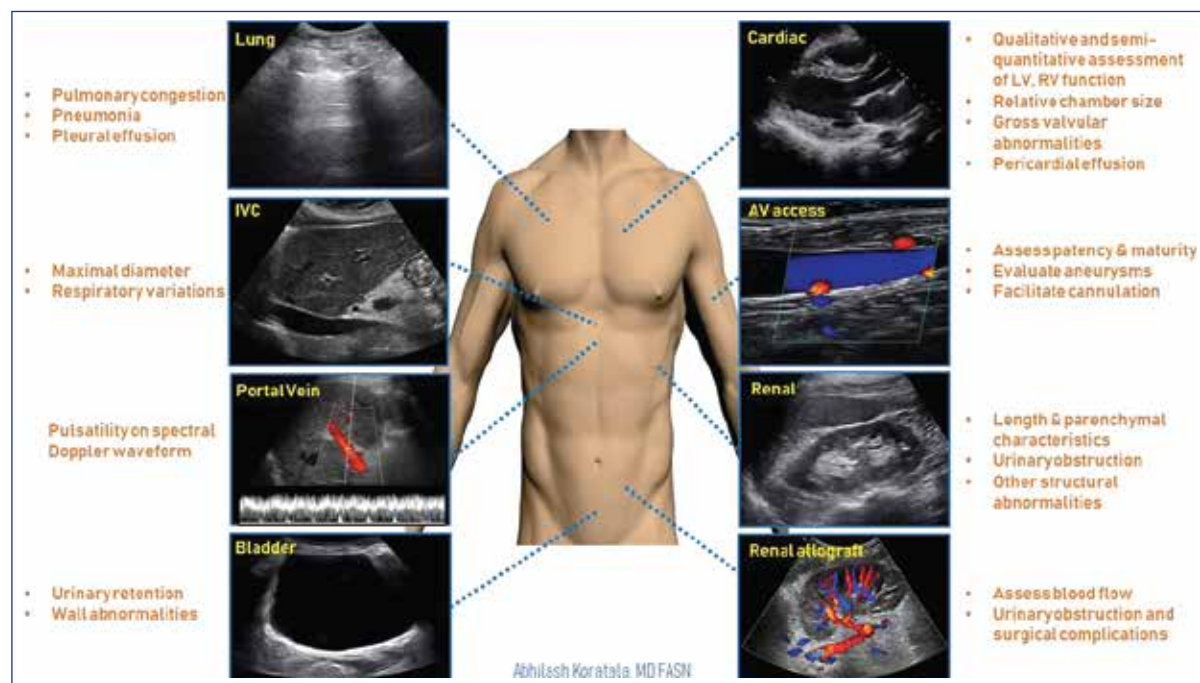 Lung
• Pulmonary congestion
• Pneumonia
• Pleural effusion
IVC
• Maximal diameter
• Respiratory variations
Portal Vein
Pulsatility on spectral
Doppler waveform
Bladder
• Urinary retention
• Wall abnormalities
Cardiac
• Qualitative and semi-
quantitative assessment
of LV, RV function
• Relative chamber size
• Gross valvular
abnormalities
• Pericardial effusion
AV access
• Assess patency & maturity
• Evaluate aneurysms
• Facilitate cannulation
Renal
• Length & parenchymal
characteristics
• Urinary obstruction
• Other structural
abnormalities
Renal allograft
• Assess blood flow
• Urinary obstruction and
surgical complications
Abhilash Koratala, MD FASN